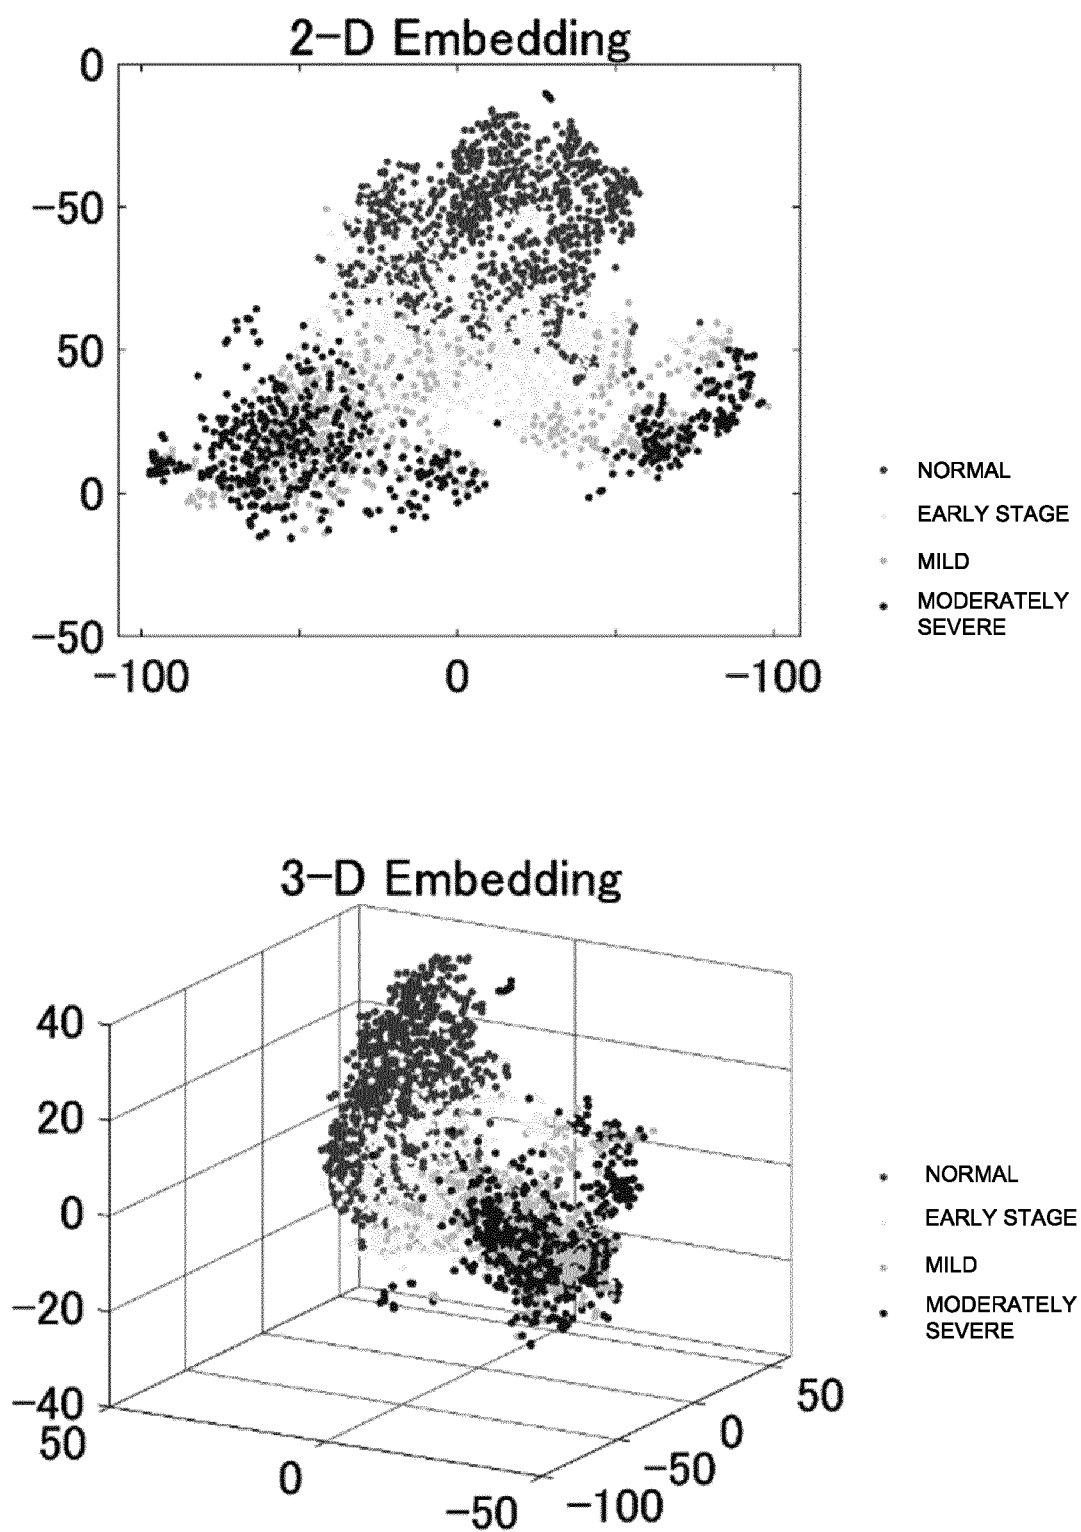 2-D Embedding
0
-50
50
0
-50
-100
0
-100
NORMAL
EARLY STAGE
MILD
MODERATELY
SEVERE
3-D Embedding
40
20
0
-20
-40
50
0
-50
-100
-50
0
50
NORMAL
EARLY STAGE
MILD
MODERATELY
SEVERE